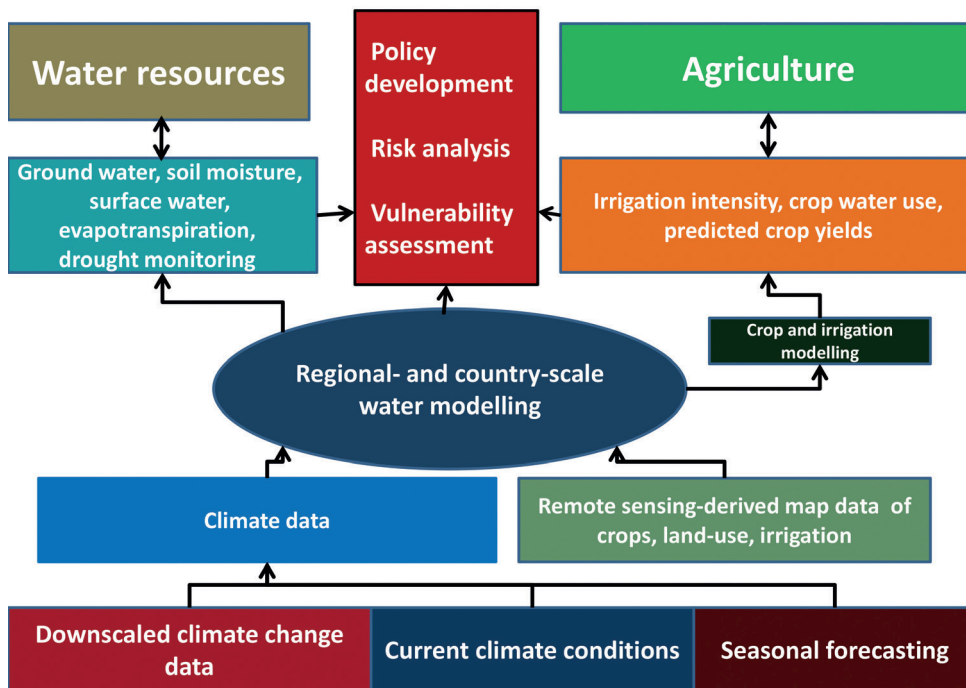 Water resources
Policy
development
Risk analysis
Vulnerability
assessment
Agriculture
Ground water, soil moisture,
surface water,
evapotranspiration,
drought monitoring
Irrigation intensity, crop water use,
predicted crop yields
Crop and irrigation
modelling
Regional- and country-scale
water modelling
Climate data
Remote sensing-derived map data of
crops, land-use, irrigation
Downscaled climate change
data
Current climate conditions
Seasonal forecasting